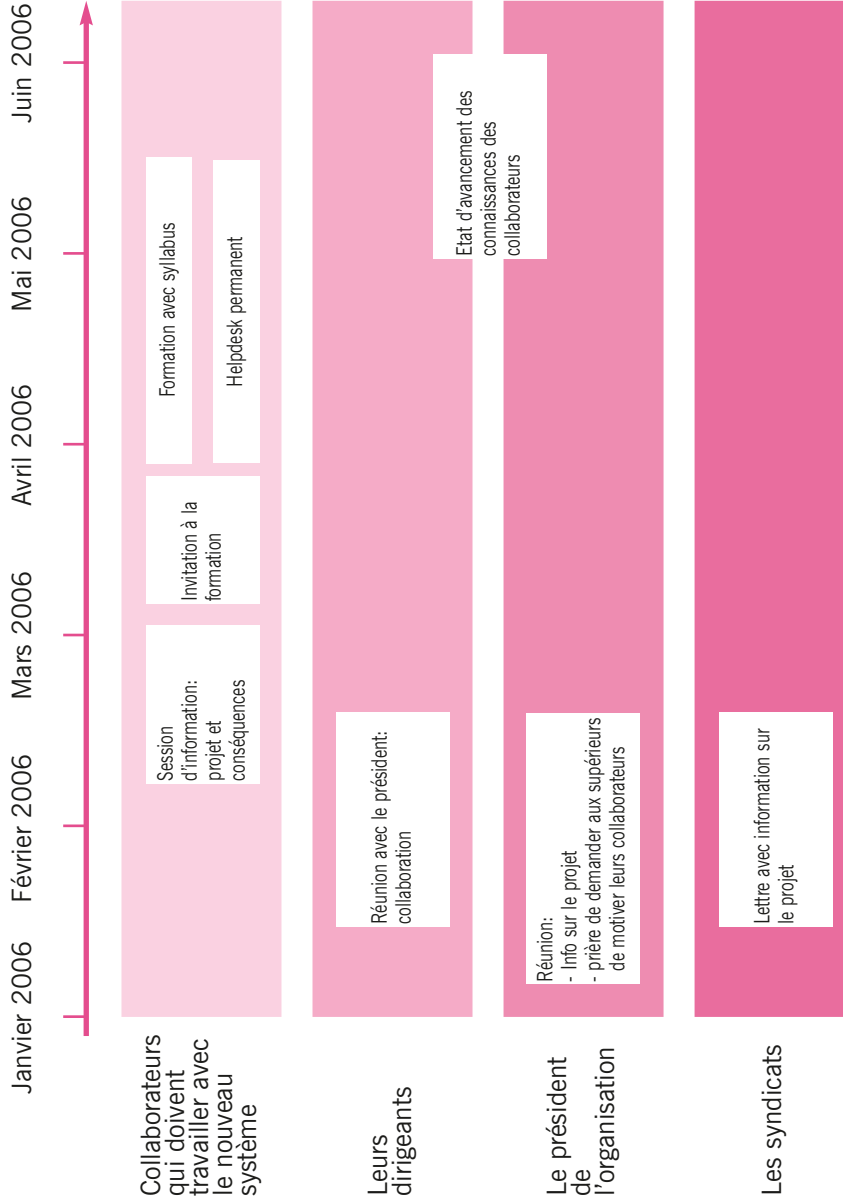 Janvier 2006
Février 2006
Mars 2006
Avril 2006
Mai 2006
Juin 2006
Collaborateurs
qui doivent
travailler avec
le nouveau
système
Session
d'information:
projet et
conséquences
Invitation à la
formation
Formation avec syllabus
Helpdesk permanent
Leurs
dirigeants
Réunion avec le président:
collaboration
Etat d'avancement des
connaissances des
collaborateurs
Le président
de
l'organisation
Réunion:
- Info sur le projet
- prière de demander aux supérieurs
de motiver leurs collaborateurs
Les syndicats
Lettre avec information sur
le projet